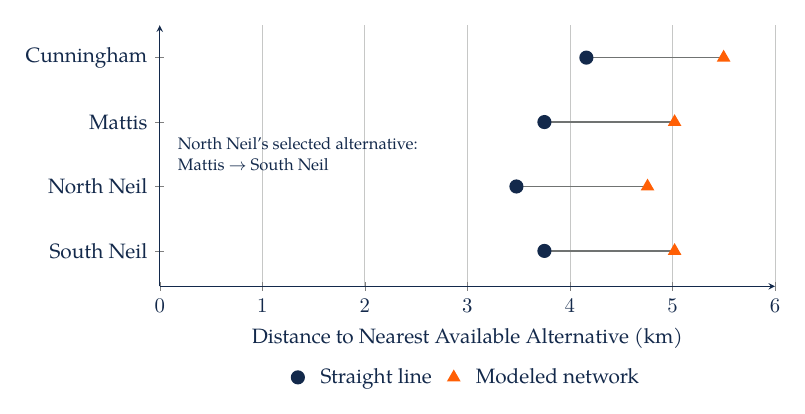 Cunningham
Mattis
North Neil's selected alternative:
Mattis → South Neil
North Neil
South Neil
0 1 2 3 4 5 6
Distance to Nearest Available Alternative (km)
Straight line Modeled network